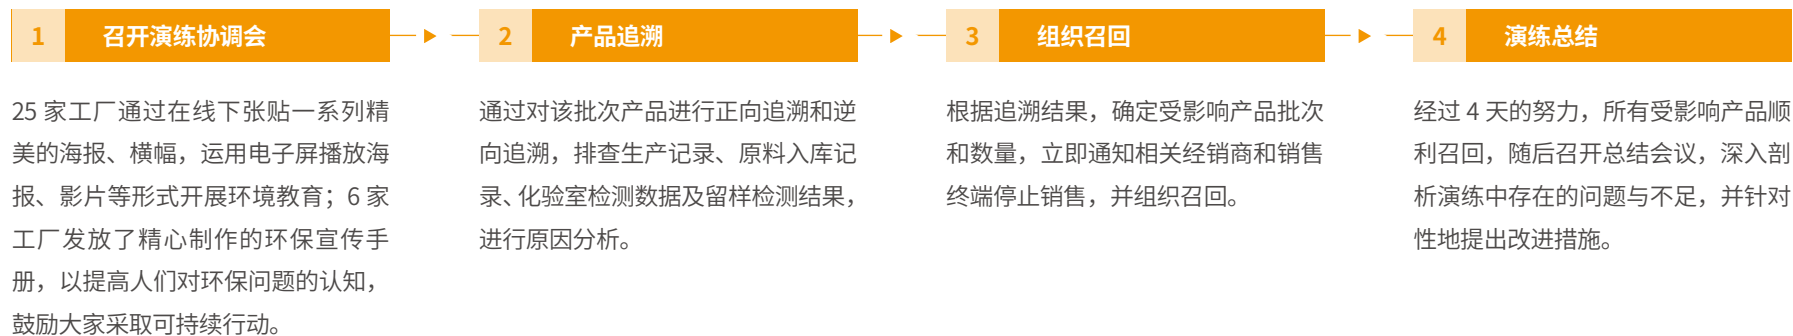 1 召开演练协调会
25 家工厂通过在线下张贴一系列精
美的海报、横幅，运用电子屏播放海
报、影片等形式开展环境教育；6 家
工厂发放了精心制作的环保宣传手
册，以提高人们对环保问题的认知，
鼓励大家采取可持续行动。
2 产品追溯
通过对该批次产品进行正向追溯和逆
向追溯，排查生产记录、原料入库记
录、化验室检测数据及留样检测结果，
进行原因分析。
3 组织召回
根据追溯结果，确定受影响产品批次
和数量，立即通知相关经销商和销售
终端停止销售，并组织召回。
4 演练总结
经过 4 天的努力，所有受影响产品顺
利召回，随后召开总结会议，深入剖
析演练中存在的问题与不足，并针对
性地提出改进措施。